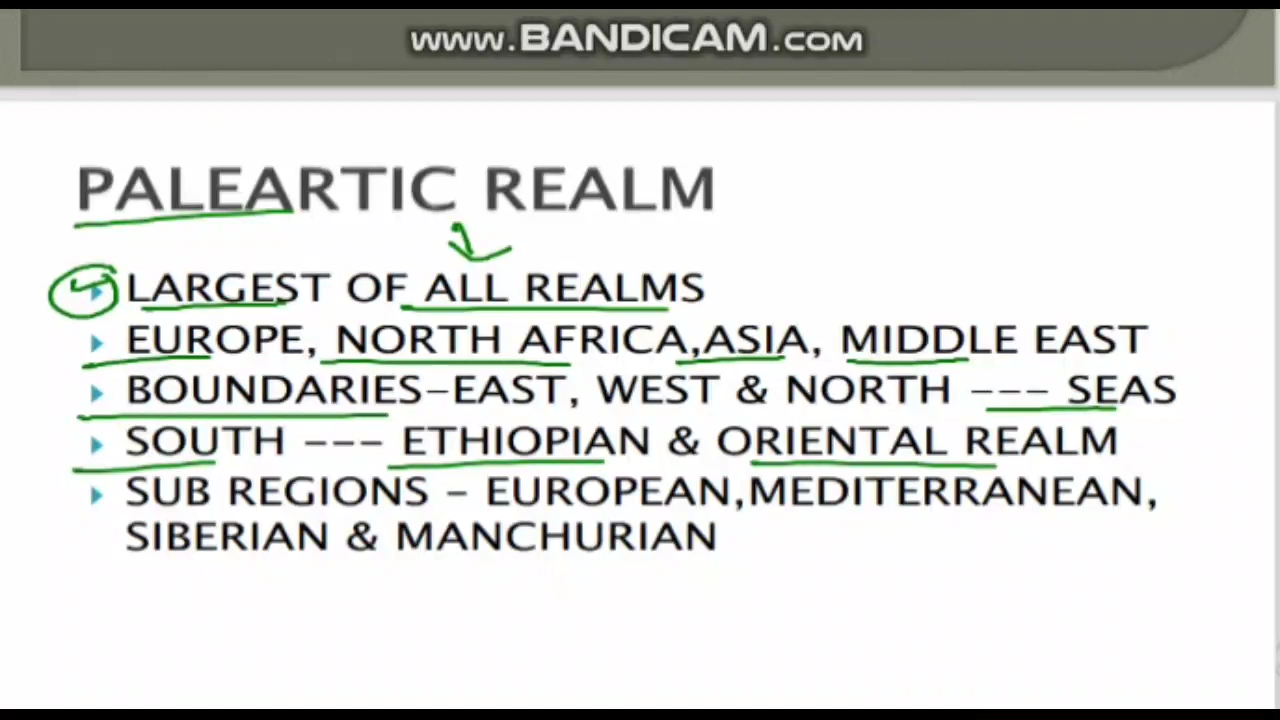 www.BANDICAM.com
PALEARTIC REALM
LARGEST OF ALL REALMS
EUROPE, NORTH AFRICA,ASIA, MIDDLE EAST
BOUNDARIES-EAST, WEST & NORTH --- SEAS
SOUTH --- ETHIOPIAN & ORIENTAL REALM
SUB REGIONS - EUROPEAN,MEDITERRANEAN,
SIBERIAN & MANCHURIAN